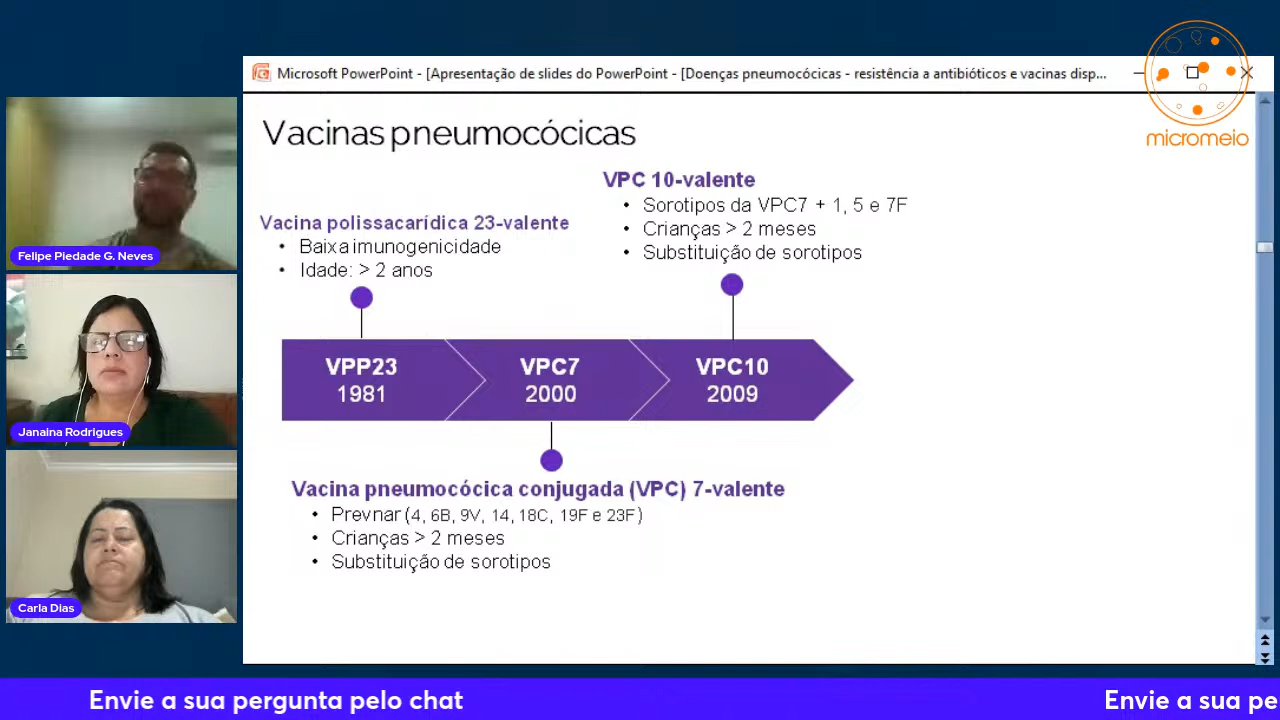 Microsoft PowerPoint - [Apresentação de slides do PowerPoint - [Doenças pneumocócicas - resistência a antibióticos e vacinas disp...
micromeio
Vacinas pneumocócicas
VPC 10-valente
• Sorotipos da VPC7 + 1, 5 e 7F
• Crianças > 2 meses
• Substituição de sorotipos
Vacina polissacarídica 23-valente
• Baixa imunogenicidade
• Idade: > 2 anos
VPP23
1981
VPC7
2000
VPC10
2009
Vacina pneumocócica conjugada (VPC) 7-valente
• Prevnar (4, 6B, 9V, 14, 18C, 19F e 23F)
• Crianças > 2 meses
• Substituição de sorotipos
Felipe Piedade G. Neves
Janaina Rodrigues
Carla Dias
Envie a sua pergunta pelo chat
Envie a sua pe